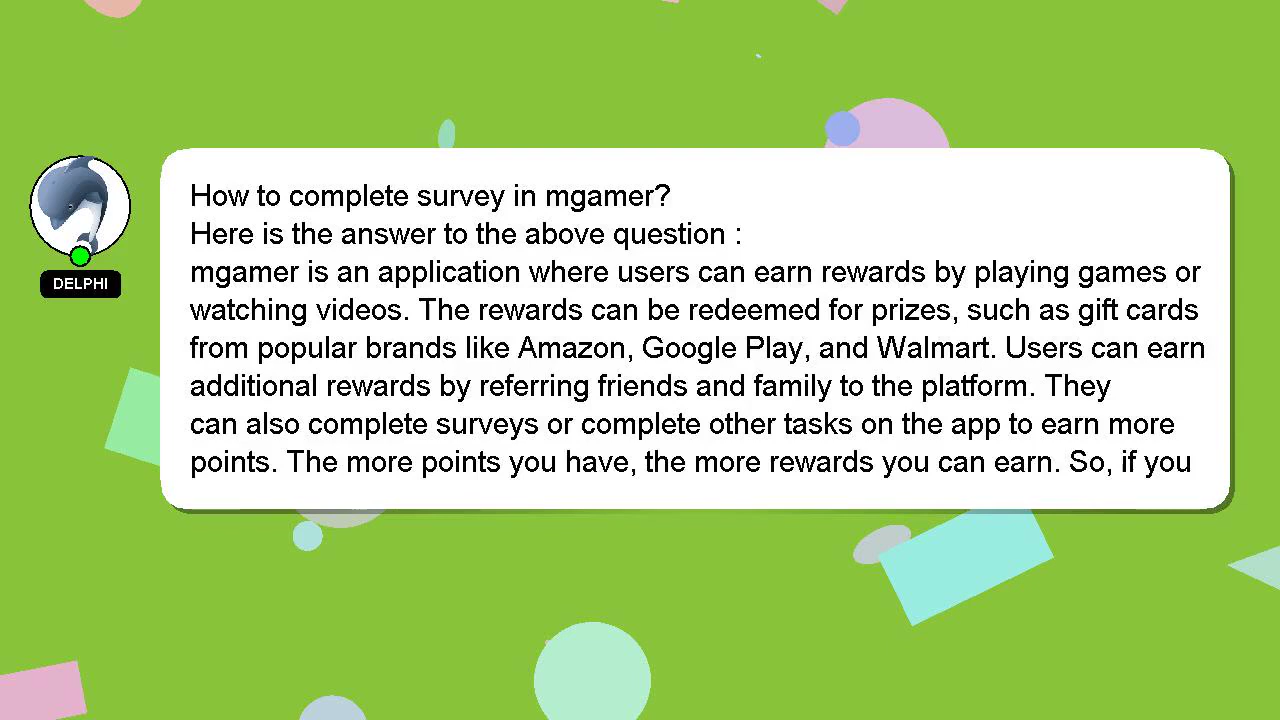 How to complete survey in mgamer?
Here is the answer to the above question :
mgamer is an application where users can earn rewards by playing games or
watching videos. The rewards can be redeemed for prizes, such as gift cards
from popular brands like Amazon, Google Play, and Walmart. Users can earn
additional rewards by referring friends and family to the platform. They
can also complete surveys or complete other tasks on the app to earn more
points. The more points you have, the more rewards you can earn. So, if you
DELPHI